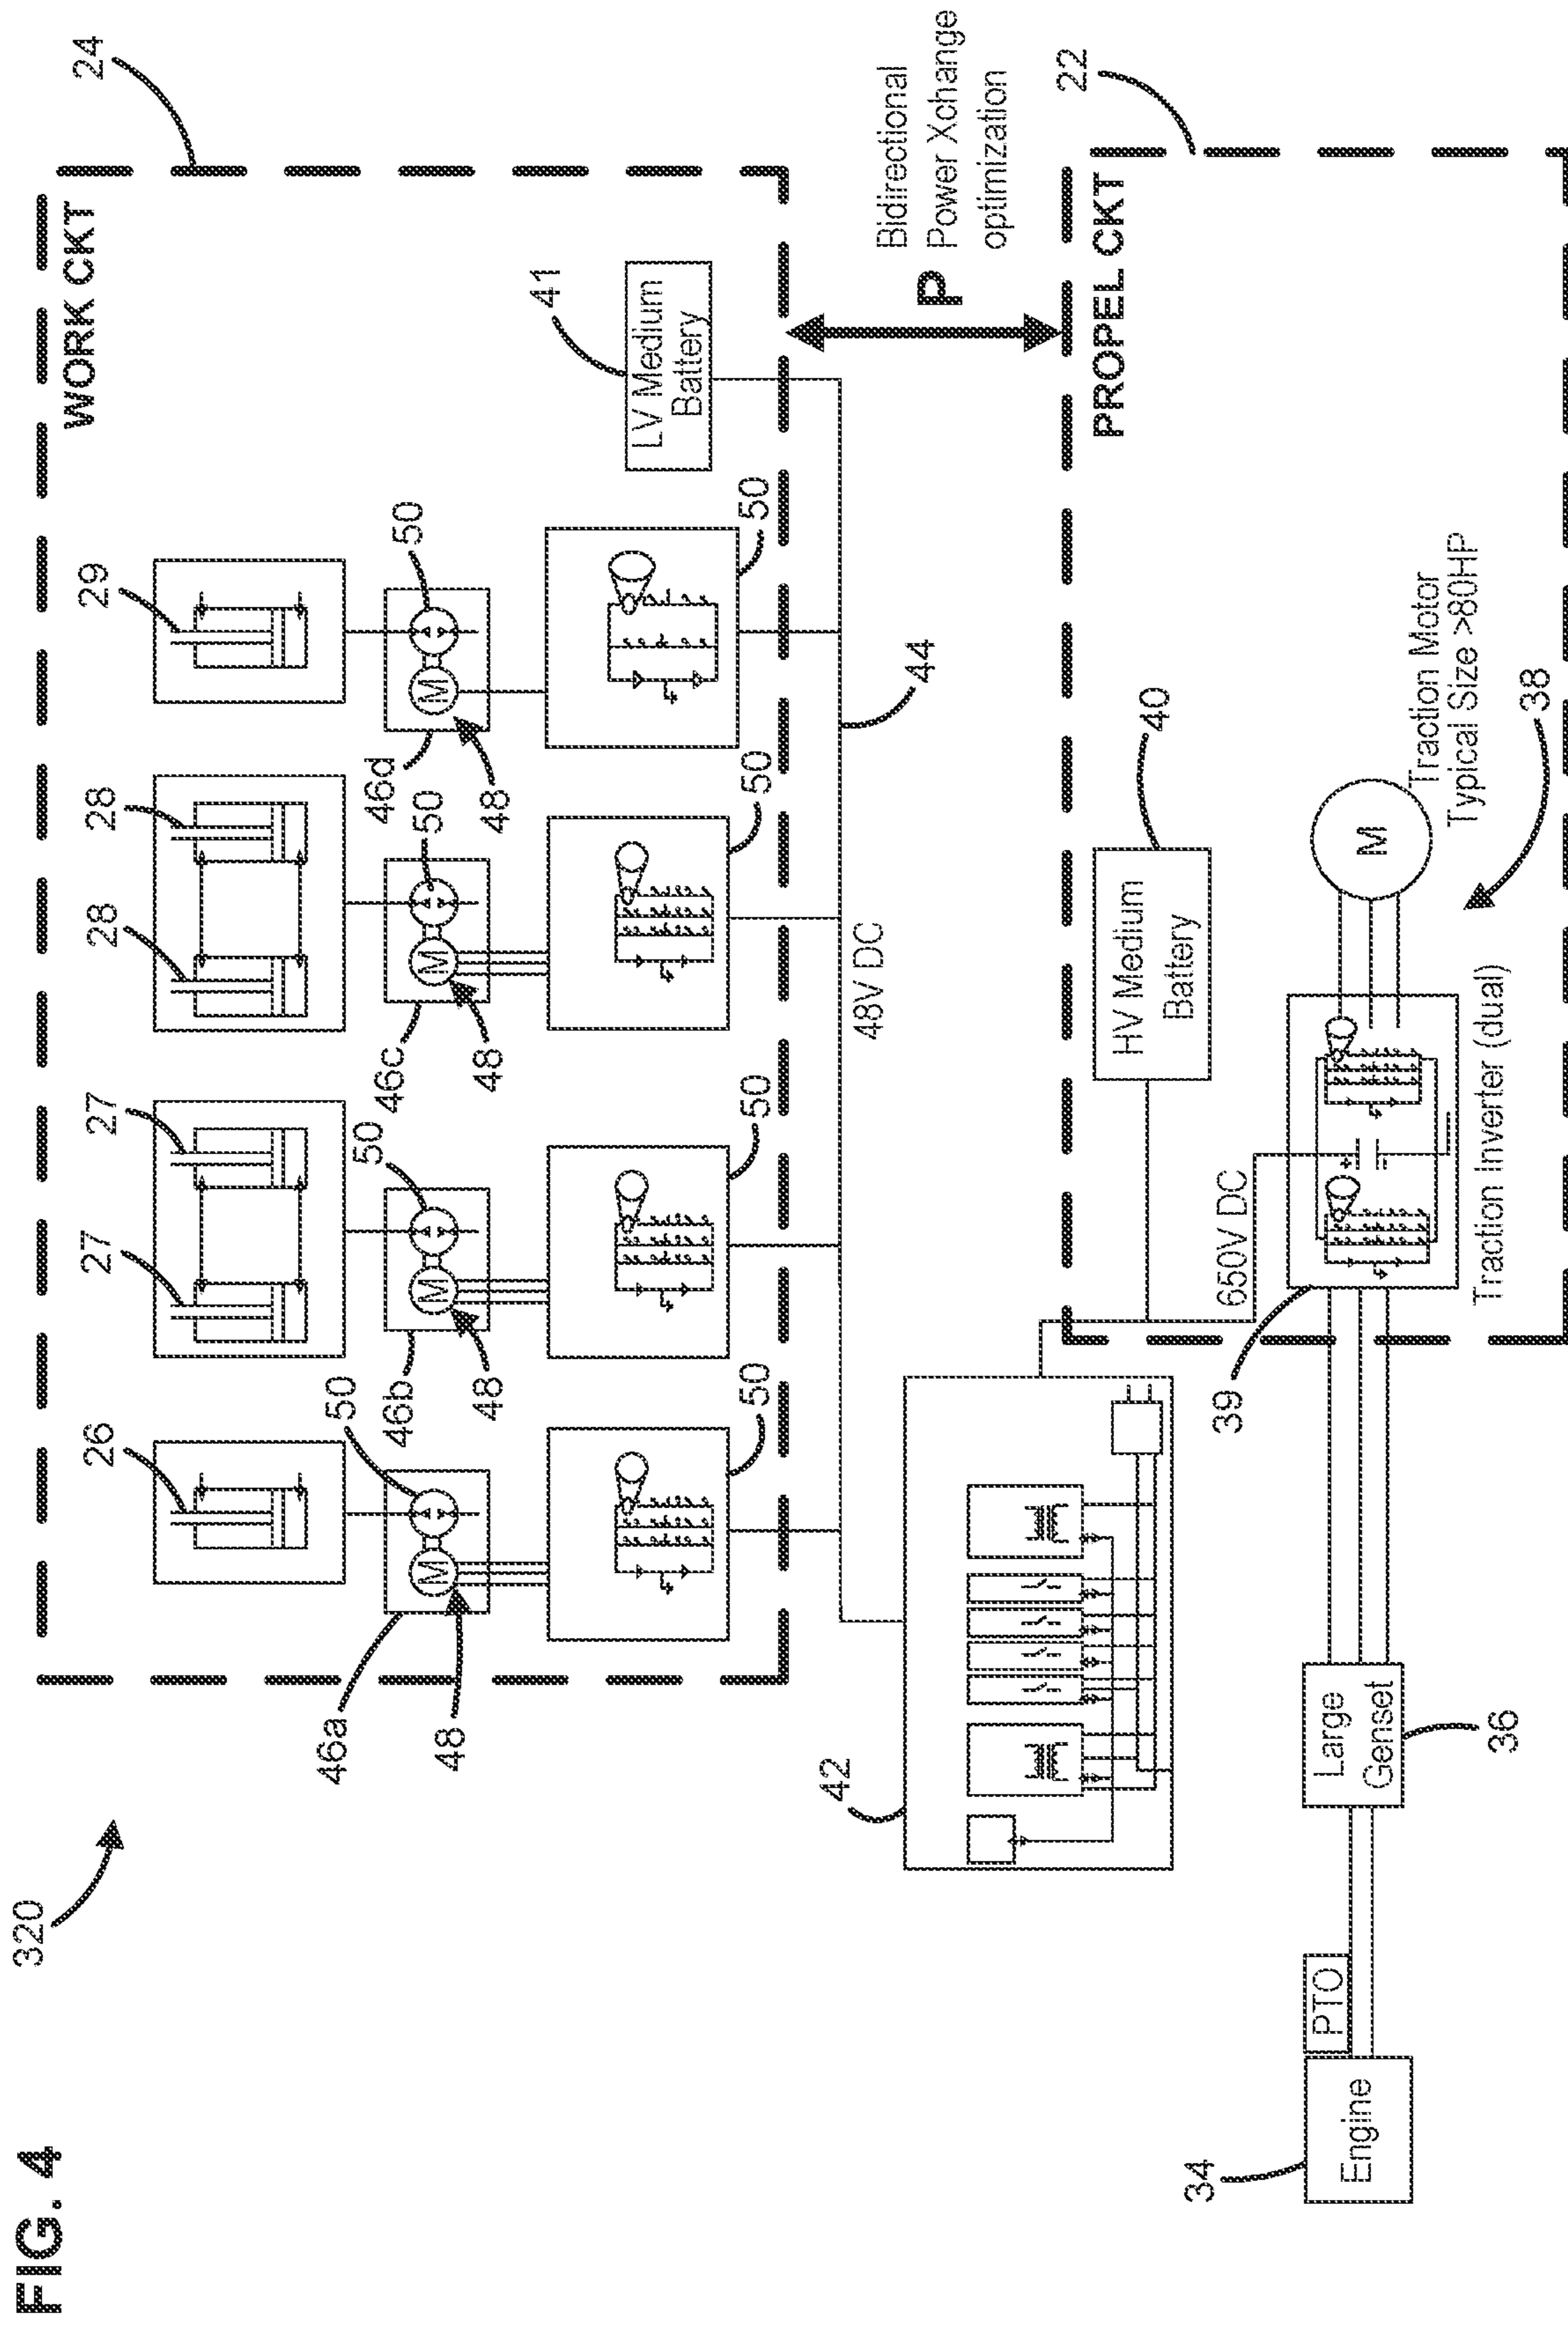 FIG. 4
320
24
WORK CKT
26
27
27
28
28
29
50
50
50
50
M
M
M
M
46a
46b
46c
46d
48
48
48
48
50
50
50
50
41
LV Medium
Battery
44
48V DC
42
P
Bidirectional
Power Xchange
optimization
22
PROPEL CKT
40
HV Medium
Battery
650V DC
39
34
Engine
PTO
Large
Genset
36
+
M
Traction Motor
Typical Size >80HP
Traction Inverter (dual)
38